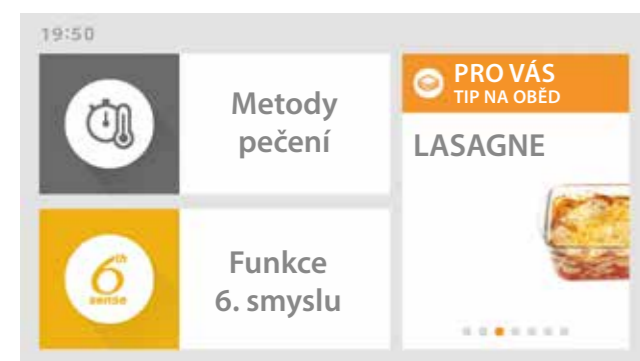 19:50
Metody
pečení
PRO VÁS
TIP NA OBĚD
LASAGNE
6th
sense
Funkce
6. smyslu